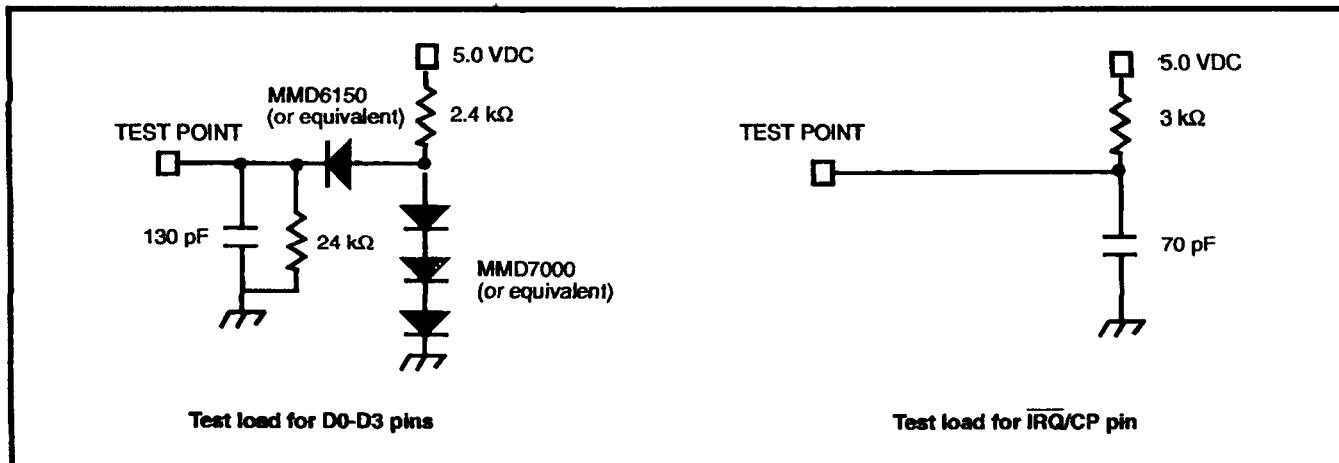 5.0 VDC
MMD6150
(or equivalent)
2.4 kΩ
TEST POINT
130 pF
24 kΩ
MMD7000
(or equivalent)
Test load for D0-D3 pins
5.0 VDC
3 kΩ
TEST POINT
70 pF
Test load for I̅R̅Q̅/CP pin